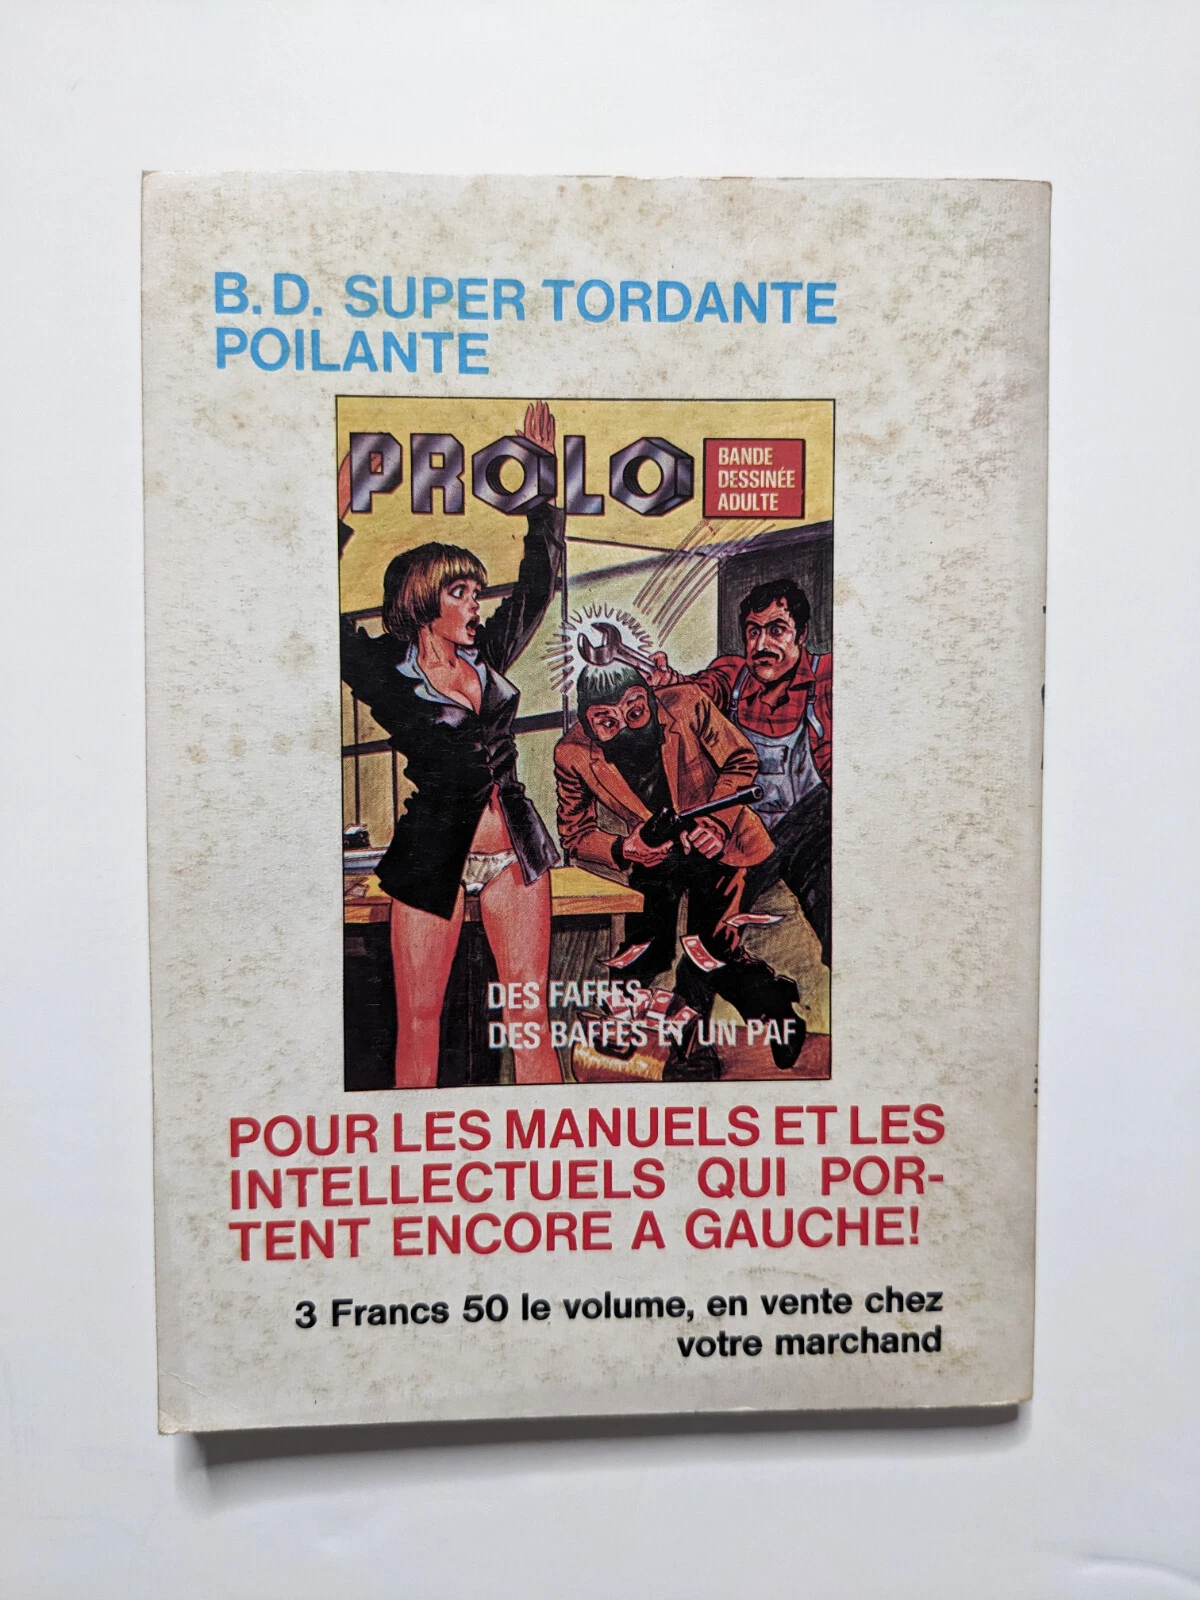 B.D. SUPER TORDANTE
POILANTE
PROLO
BANDE
DESSINÉE
ADULTE
DES FAFFES,
DES BAFFES ET UN PAF
POUR LES MANUELS ET LES
INTELLECTUELS QUI POR-
TENT ENCORE A GAUCHE!
3 Francs 50 le volume, en vente chez
votre marchand